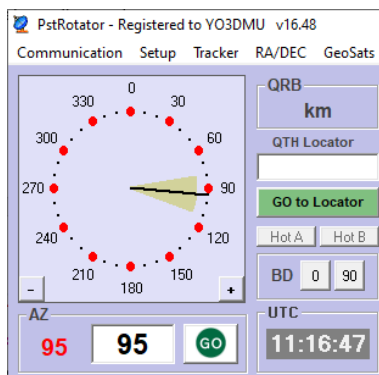 PstRotator - Registered to YO3DMU v16.48
Communication Setup Tracker RA/DEC GeoSats
0
30
60
90
120
150
180
210
240
270
300
330
-
+
QRB
km
QTH Locator
GO to Locator
Hot A Hot B
BD 0 90
AZ
95 95 GO
UTC
11:16:47